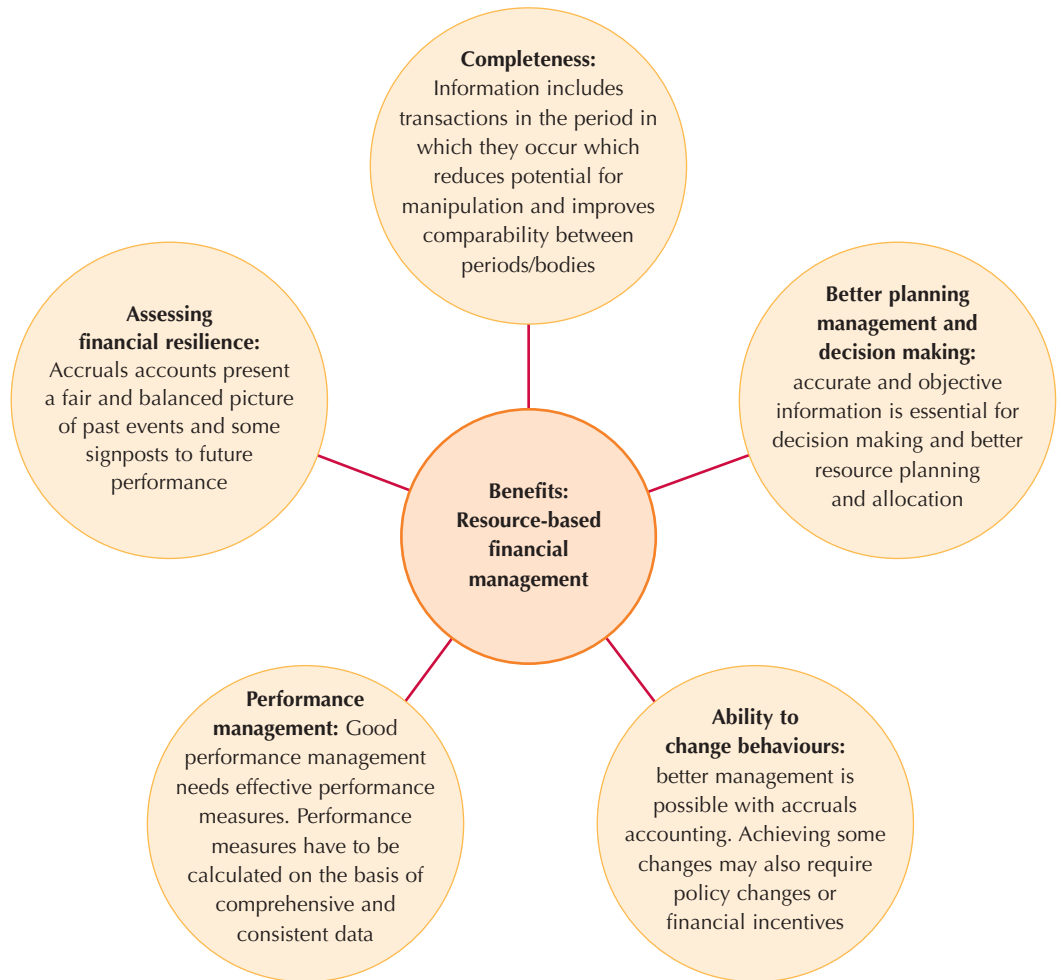 Completeness:
Information includes
transactions in the period in
which they occur which
reduces potential for
manipulation and improves
comparability between
periods/bodies
Assessing
financial resilience:
Accruals accounts present
a fair and balanced picture
of past events and some
signposts to future
performance
Better planning
management and
decision making:
accurate and objective
information is essential for
decision making and better
resource planning
and allocation
Benefits:
Resource-based
financial
management
Performance
management: Good
performance management
needs effective performance
measures. Performance
measures have to be
calculated on the basis of
comprehensive and
consistent data
Ability to
change behaviours:
better management is
possible with accruals
accounting. Achieving some
changes may also require
policy changes or
financial incentives